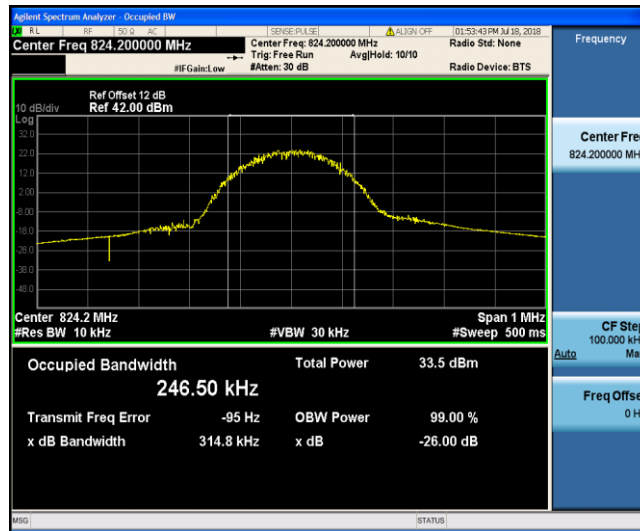 Agilent Spectrum Analyzer - Occupied BW
RL RF 50 Ω AC SENSE:PULSE ALIGN OFF 01:53:43 PM Jul 18, 2018
Center Freq 824.200000 MHz
Center Freq: 824.200000 MHz
Radio Std: None
Trig: Free Run Avg|Hold: 10/10
#IFGain:Low #Atten: 30 dB Radio Device: BTS
Frequency
Ref Offset 12 dB
10 dB/div Ref 42.00 dBm
Log
32.0
22.0
12.0
2.00
-8.00
-18.0
-28.0
-38.0
-48.0
Center 824.2 MHz Span 1 MHz
#Res BW 10 kHz #VBW 30 kHz #Sweep 500 ms
Occupied Bandwidth Total Power 33.5 dBm
246.50 kHz
Transmit Freq Error -95 Hz OBW Power 99.00 %
x dB Bandwidth 314.8 kHz x dB -26.00 dB
Center Fre
824.200000 MH
CF Step
100.000 kH
Auto Ma
Freq Offse
0 H
MSG STATUS